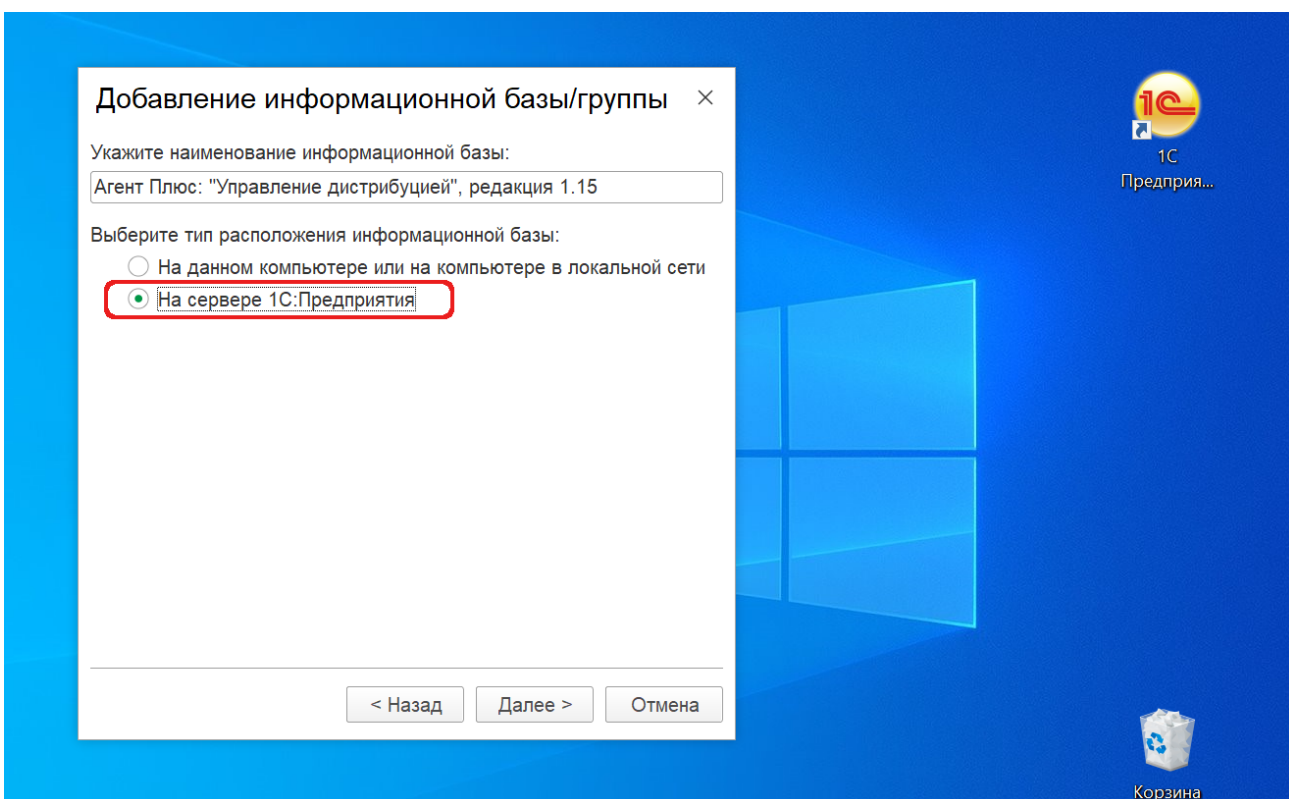 Добавление информационной базы/группы
Укажите наименование информационной базы:
Агент Плюс: "Управление дистрибуцией", редакция 1.15
Выберите тип расположения информационной базы:
На данном компьютере или на компьютере в локальной сети
На сервере 1С:Предприятия
< Назад
Далее >
Отмена
1С
1С
Предприя...
Корзина